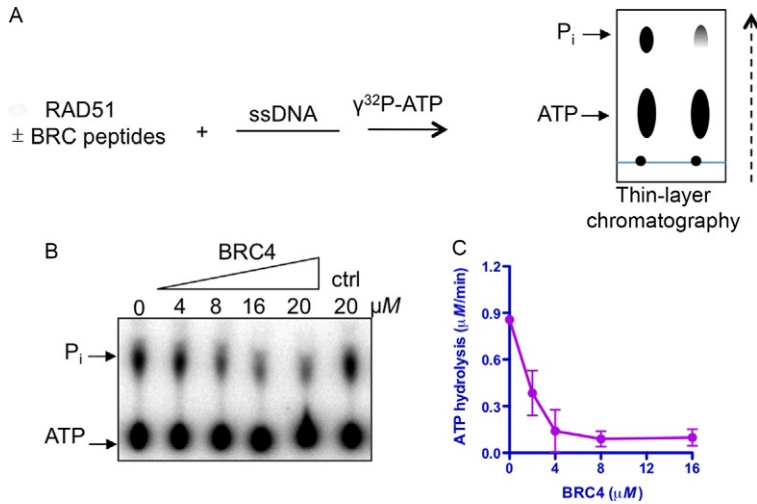 A
RAD51
± BRC peptides
+
ssDNA
γ³²P-ATP
Pᵢ
ATP
Thin-layer
chromatography
B
BRC4
ctrl
0 4 8 16 20 20 μM
Pᵢ
ATP
C
ATP hydrolysis (μM/min)
1.2
0.9
0.6
0.3
0.0
0 4 8 12 16
BRC4 (μM)